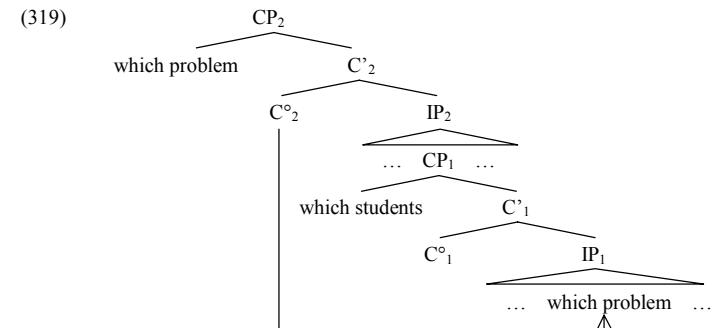 (319) CP₂
which problem C’₂
C°₂ IP₂
… CP₁ …
which students C’₁
C°₁ IP₁
… which problem …